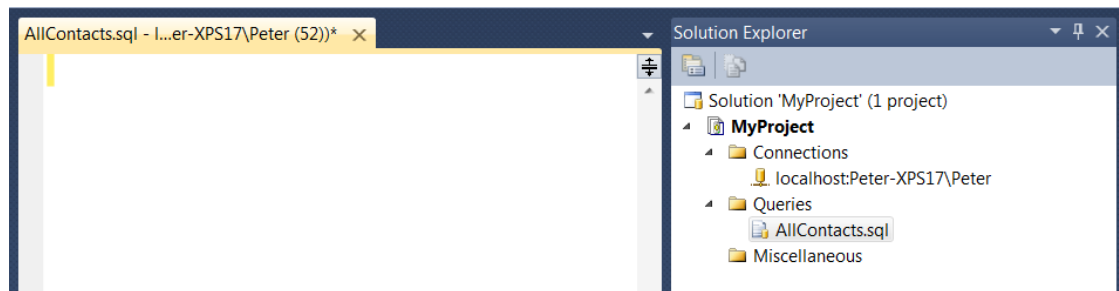 AllContacts.sql - l...er-XPS17\Peter (52))*
Solution Explorer
Solution 'MyProject' (1 project)
MyProject
Connections
localhost:Peter-XPS17\Peter
Queries
AllContacts.sql
Miscellaneous